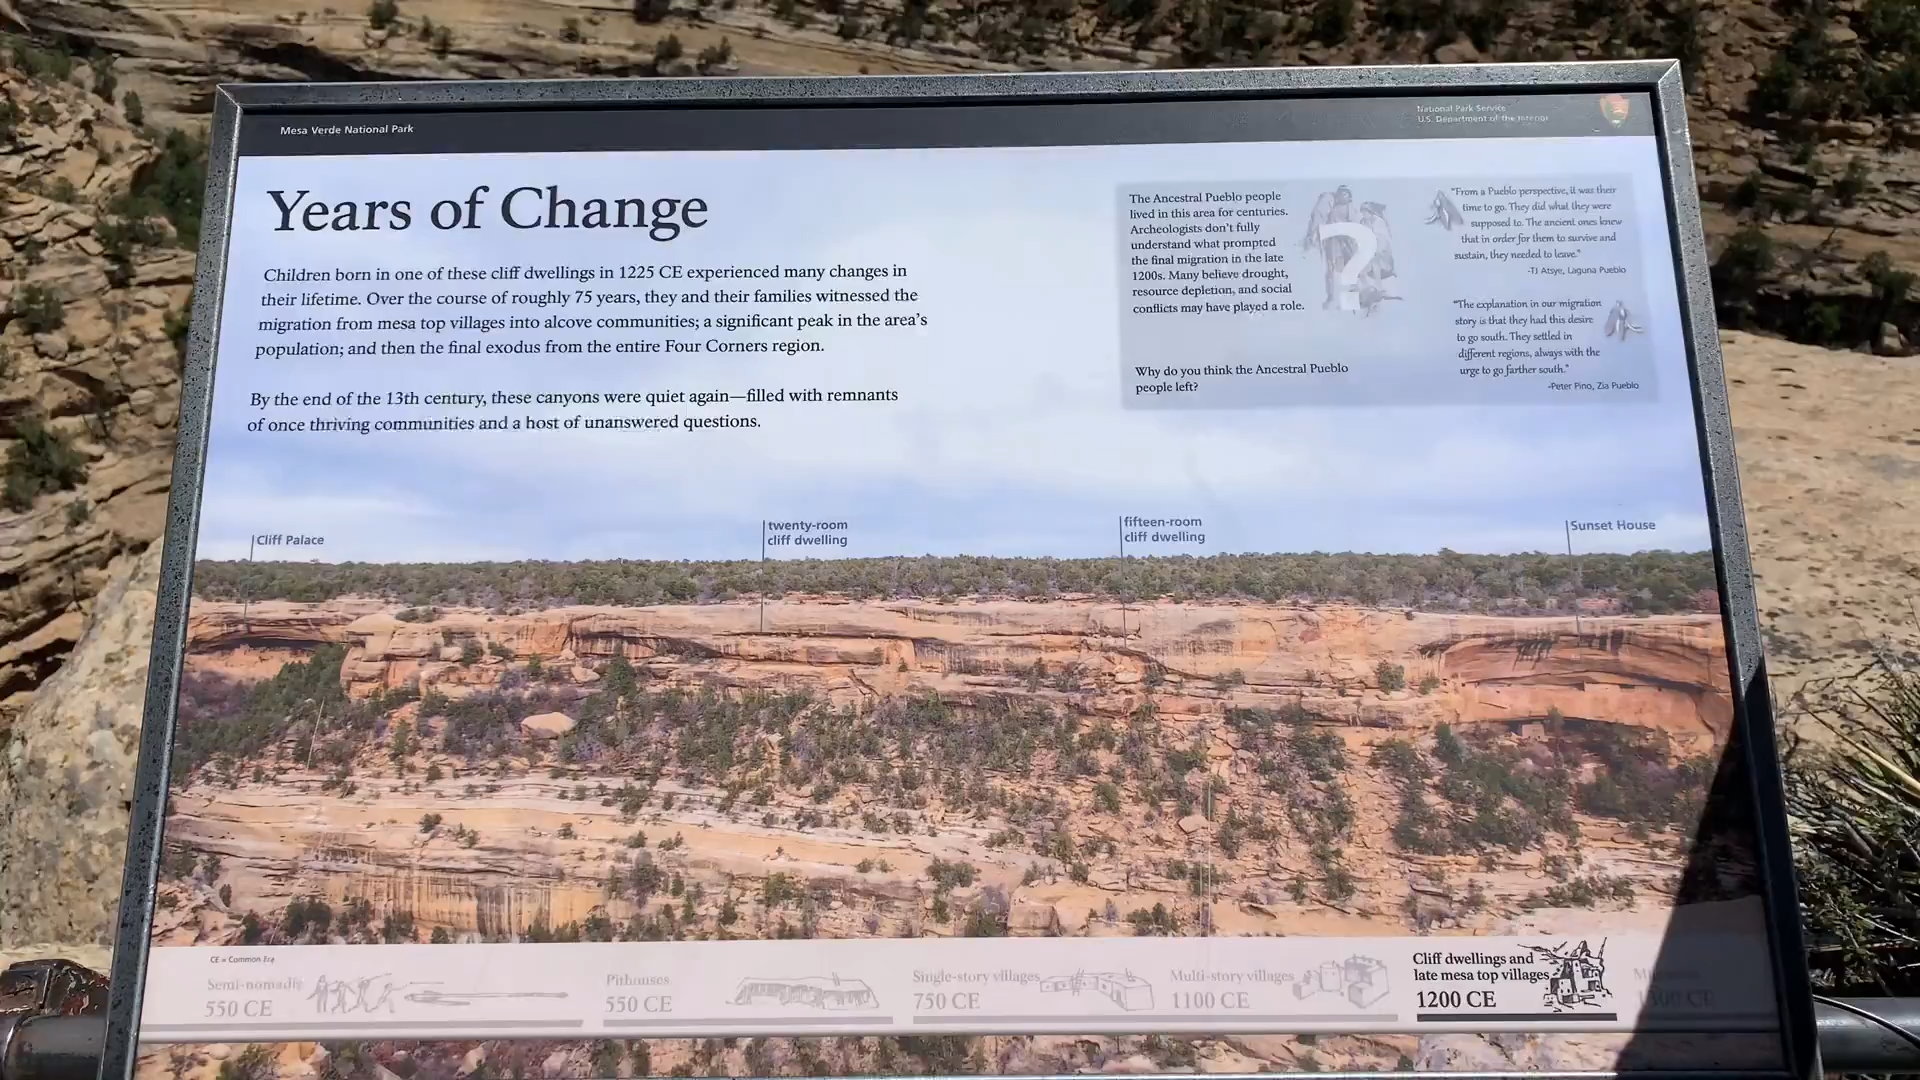 Mesa Verde National Park
National Park Service
U.S. Department of the Interior
Years of Change
Children born in one of these cliff dwellings in 1225 CE experienced many changes in
their lifetime. Over the course of roughly 75 years, they and their families witnessed the
migration from mesa top villages into alcove communities; a significant peak in the area's
population; and then the final exodus from the entire Four Corners region.
By the end of the 13th century, these canyons were quiet again—filled with remnants
of once thriving communities and a host of unanswered questions.
The Ancestral Pueblo people
lived in this area for centuries.
Archeologists don't fully
understand what prompted
the final migration in the late
1200s. Many believe drought,
resource depletion, and social
conflicts may have played a role.
?
Why do you think the Ancestral Pueblo
people left?
"From a Pueblo perspective, it was their
time to go. They did what they were
supposed to. The ancient ones knew
that in order for them to survive and
sustain, they needed to leave."
-TJ Atsye, Laguna Pueblo
"The explanation in our migration
story is that they had this desire
to go south. They settled in
different regions, always with the
urge to go farther south."
-Peter Pino, Zia Pueblo
Cliff Palace
twenty-room
cliff dwelling
fifteen-room
cliff dwelling
Sunset House
CE = Common Era
Semi-nomadic
550 CE
Pithouses
550 CE
Single-story villages
750 CE
Multi-story villages
1100 CE
Cliff dwellings and
late mesa top villages
1200 CE
1300 CE